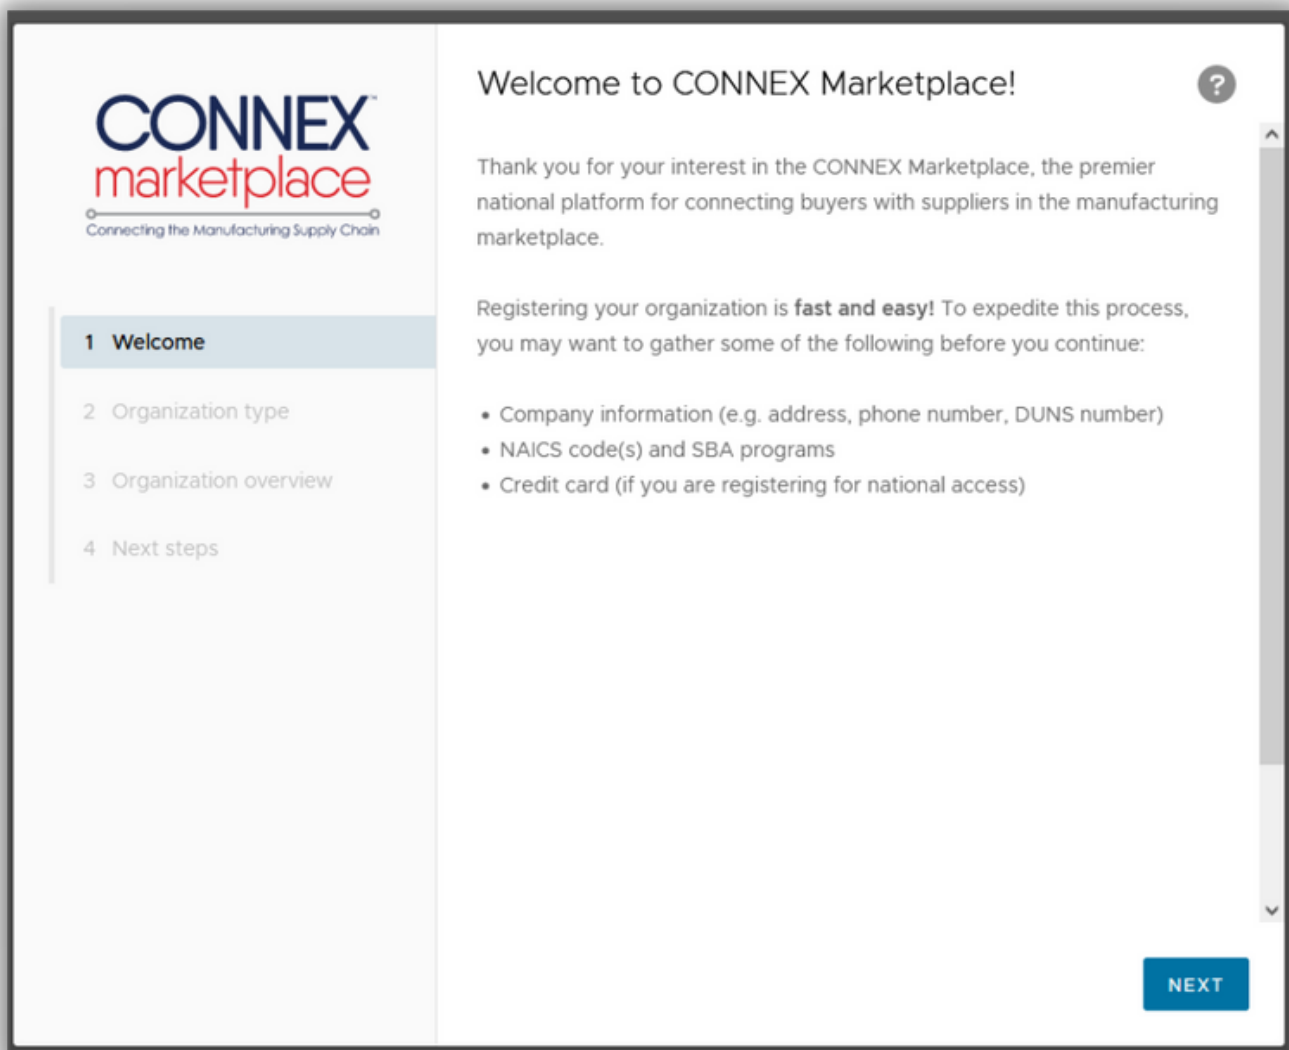 CONNEX™
marketplace
Connecting the Manufacturing Supply Chain
1 Welcome
2 Organization type
3 Organization overview
4 Next steps
Welcome to CONNEX Marketplace!
?
Thank you for your interest in the CONNEX Marketplace, the premier
national platform for connecting buyers with suppliers in the manufacturing
marketplace.
Registering your organization is fast and easy! To expedite this process,
you may want to gather some of the following before you continue:
• Company information (e.g. address, phone number, DUNS number)
• NAICS code(s) and SBA programs
• Credit card (if you are registering for national access)
NEXT